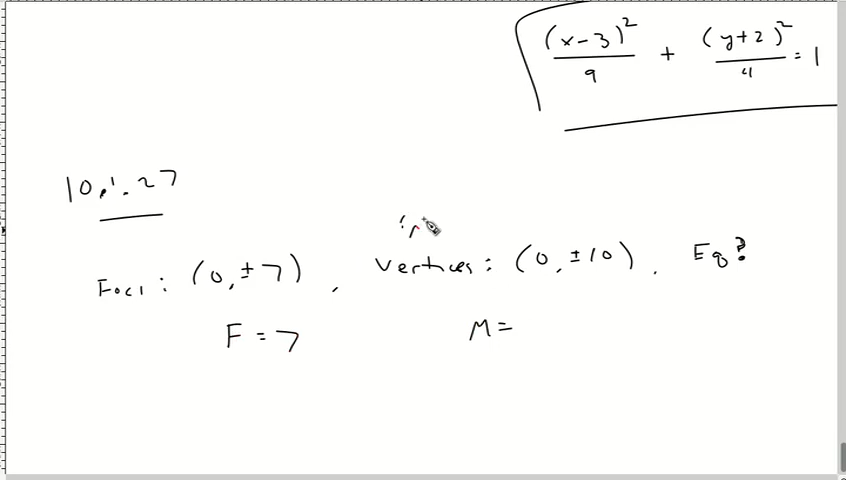 (x-3)²/9 + (y+2)²/4 = 1
10.1.27
Foci: (0, ±7), Vertices: (0, ±10). Eq?
F = 7 M =